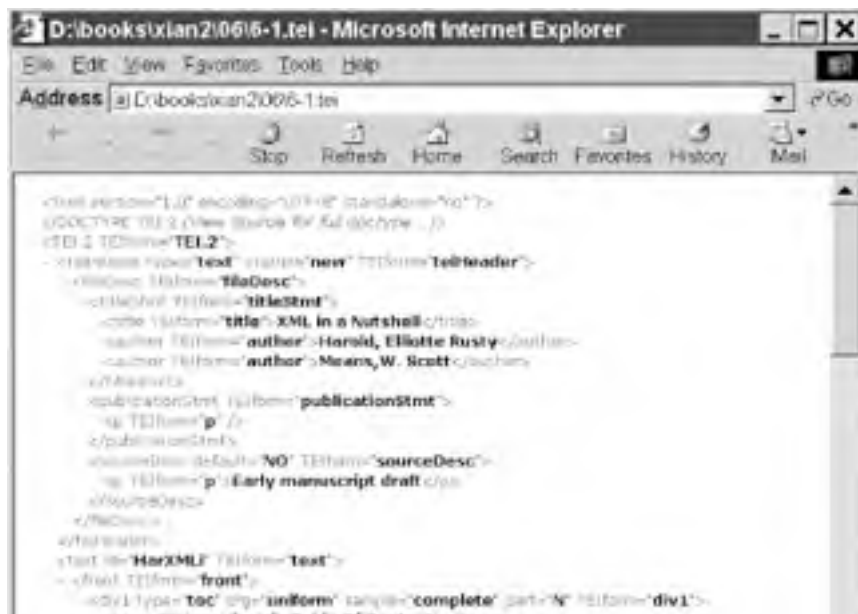 D:\books\xian2\06\6-1.tei - Microsoft Internet Explorer
File Edit View Favorites Tools Help
Address D:\books\xian2\06\6-1.tei Go
Stop Refresh Home Search Favorites History Mail
<?xml version="1.0" encoding="UTF-8" standalone="no" ?>
<!DOCTYPE TEI.2 (View Source for full doctype...)>
<TEI.2 TEIform="TEI.2">
- <teiHeader type="text" status="new" TEIform="teiHeader">
- <fileDesc TEIform="fileDesc">
- <titleStmt TEIform="titleStmt">
<title TEIform="title">XML in a Nutshell</title>
<author TEIform="author">Harold, Elliotte Rusty</author>
<author TEIform="author">Means,W. Scott</author>
</titleStmt>
- <publicationStmt TEIform="publicationStmt">
<p TEIform="p" />
</publicationStmt>
- <sourceDesc default="NO" TEIform="sourceDesc">
<p TEIform="p">Early manuscript draft</p>
</sourceDesc>
</fileDesc>
</teiHeader>
- <text id="HarXMLi" TEIform="text">
- <front TEIform="front">
- <div1 type="toc" org="uniform" sample="complete" part="N" TEIform="div1">